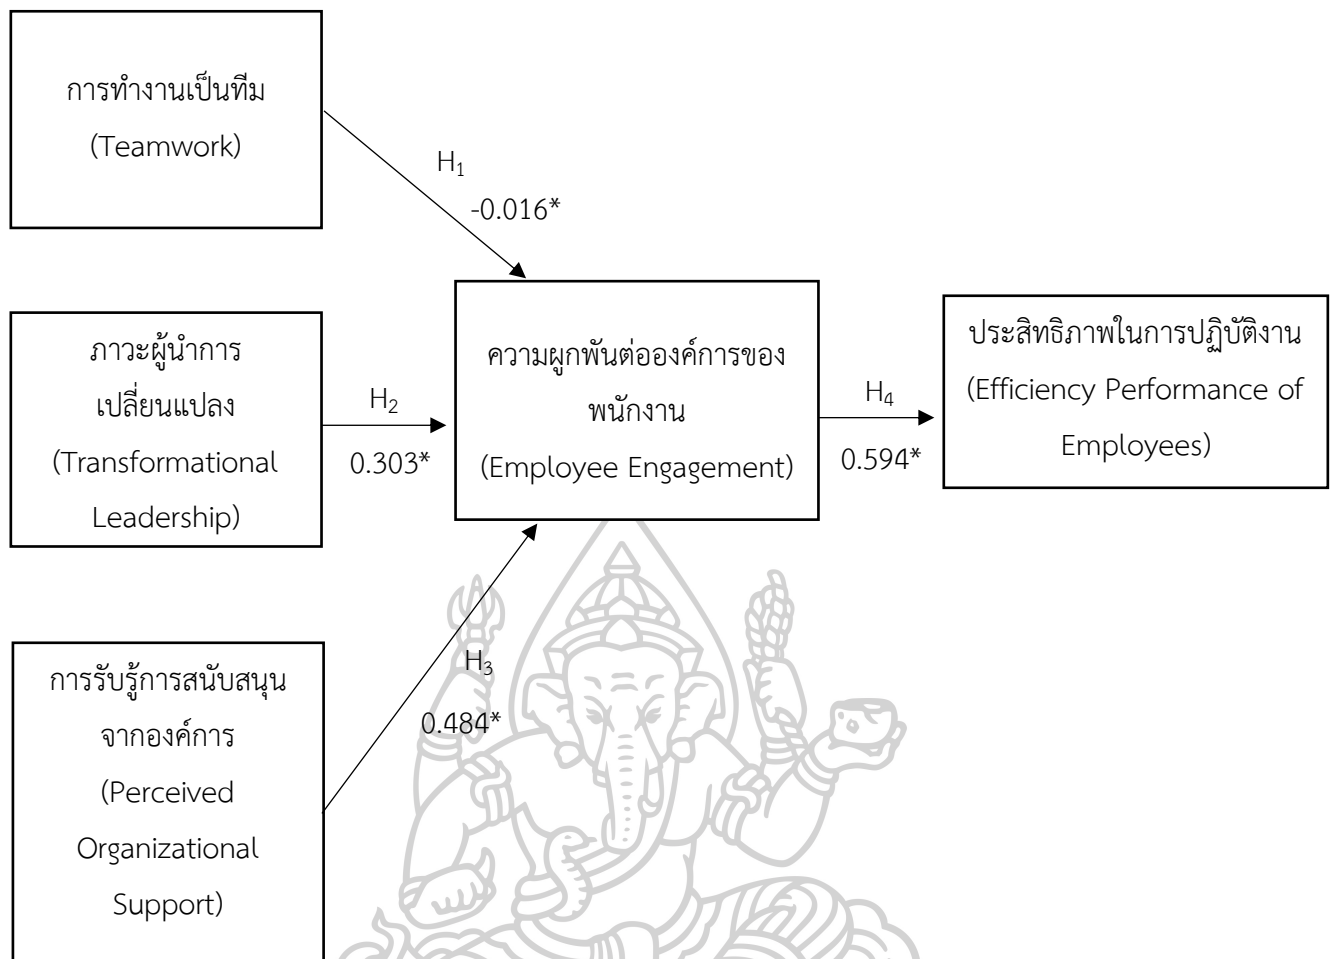 การทำงานเป็นทีม
(Teamwork)
H₁
-0.016*
ภาวะผู้นำการ
เปลี่ยนแปลง
(Transformational
Leadership)
H₂
0.303*
ความผูกพันต่อองค์การของ
พนักงาน
(Employee Engagement)
H₄
0.594*
ประสิทธิภาพในการปฏิบัติงาน
(Efficiency Performance of
Employees)
การรับรู้การสนับสนุน
จากองค์การ
(Perceived
Organizational
Support)
H₃
0.484*